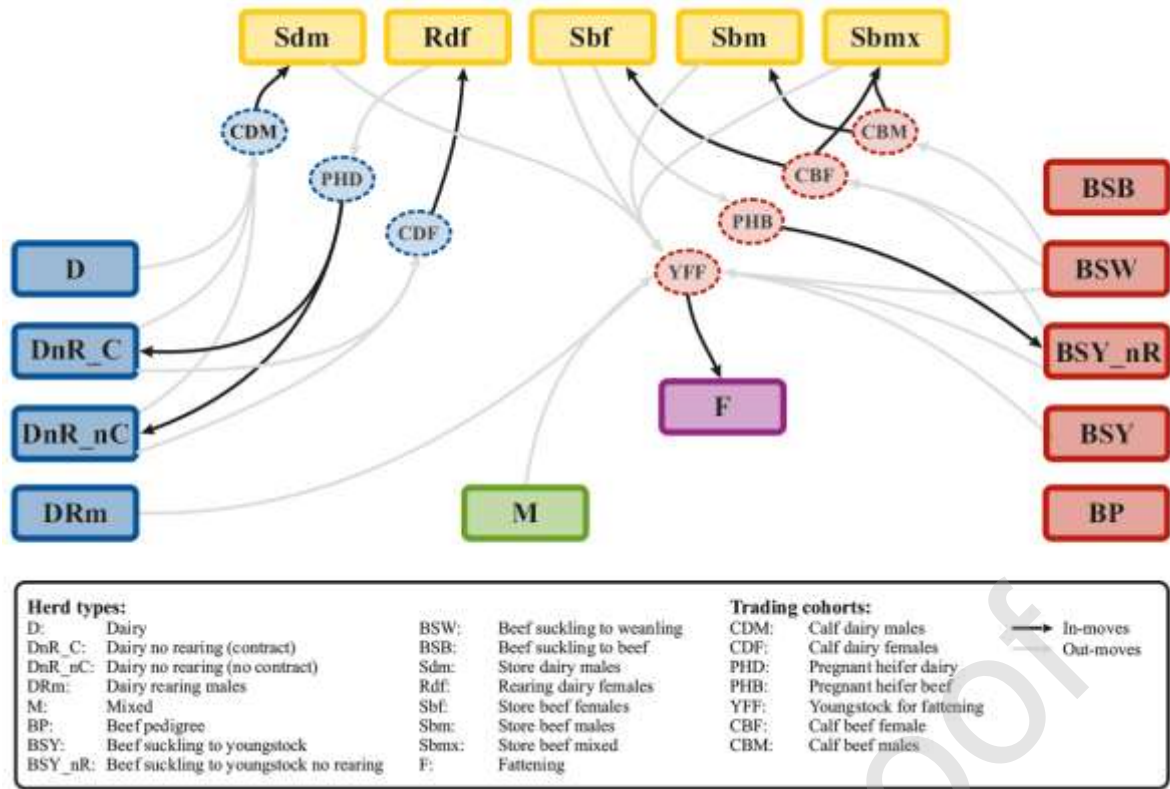 Sdm Rdf Sbf Sbm Sbmx
CDM CBM
PHD CBF BSB
CDF PHB
D YFF BSW
DnR_C BSY_nR
F
DnR_nC BSY
DRm M BP
Herd types:
D: Dairy
DnR_C: Dairy no rearing (contract)
DnR_nC: Dairy no rearing (no contract)
DRm: Dairy rearing males
M: Mixed
BP: Beef pedigree
BSY: Beef suckling to youngstock
BSY_nR: Beef suckling to youngstock no rearing
BSW: Beef suckling to weanling
BSB: Beef suckling to beef
Sdm: Store dairy males
Rdf: Rearing dairy females
Sbf: Store beef females
Sbm: Store beef males
Sbmx: Store beef mixed
F: Fattening
Trading cohorts:
CDM: Calf dairy males
CDF: Calf dairy females
PHD: Pregnant heifer dairy
PHB: Pregnant heifer beef
YFF: Youngstock for fattening
CBF: Calf beef female
CBM: Calf beef males
In-moves
Out-moves